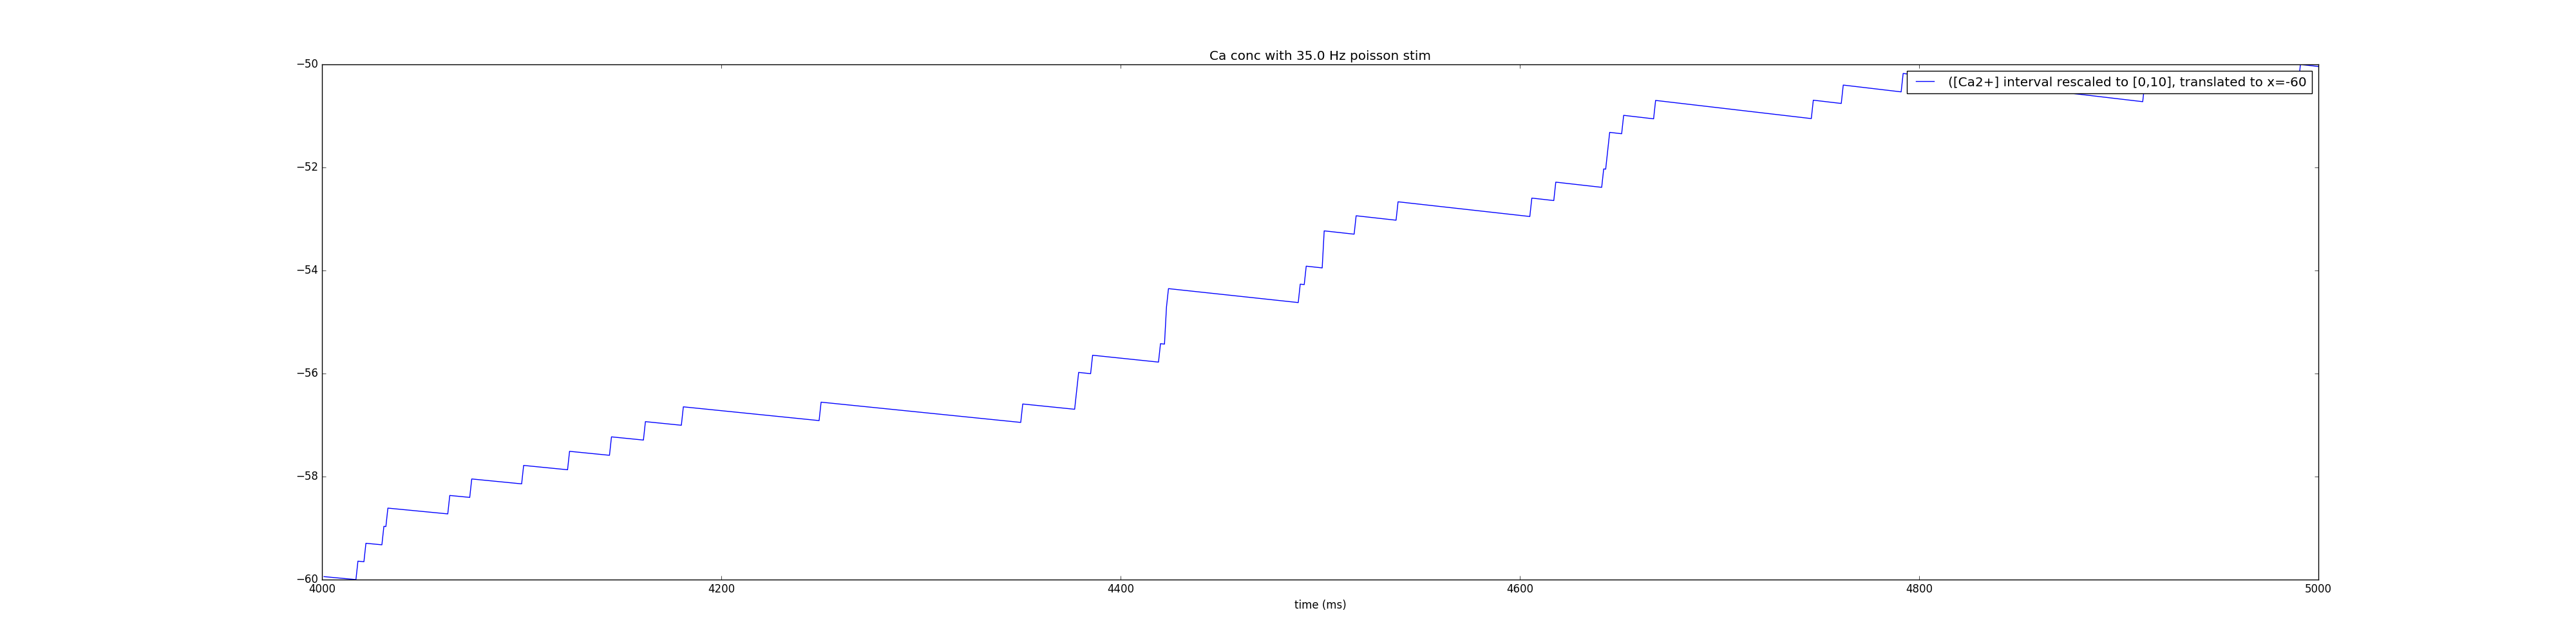 Ca conc with 35.0 Hz poisson stim
−50
([Ca2+] interval rescaled to [0,10], translated to x=-60
−52
−54
−56
−58
−60
4000 4200 4400 4600 4800 5000
time (ms)